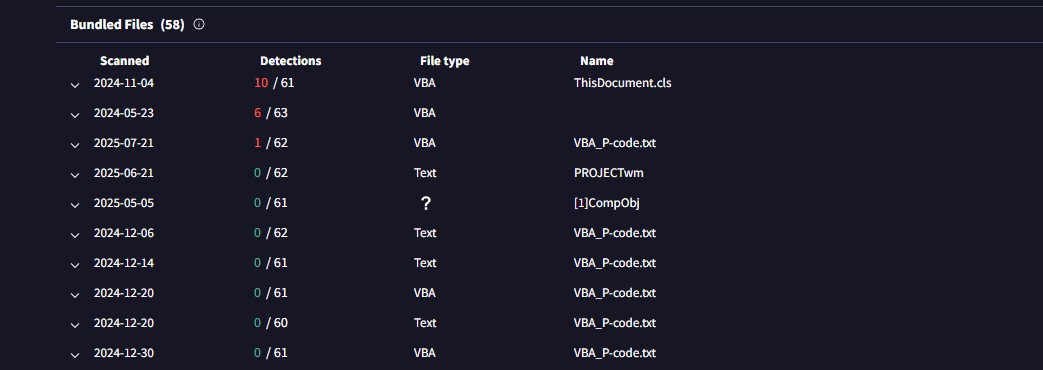 Bundled Files (58)
Scanned Detections File type Name
2024-11-04 10 / 61 VBA ThisDocument.cls
2024-05-23 6 / 63 VBA
2025-07-21 1 / 62 VBA VBA_P-code.txt
2025-06-21 0 / 62 Text PROJECTwm
2025-05-05 0 / 61 ? [1]CompObj
2024-12-06 0 / 62 Text VBA_P-code.txt
2024-12-14 0 / 61 Text VBA_P-code.txt
2024-12-20 0 / 61 VBA VBA_P-code.txt
2024-12-20 0 / 60 Text VBA_P-code.txt
2024-12-30 0 / 61 VBA VBA_P-code.txt